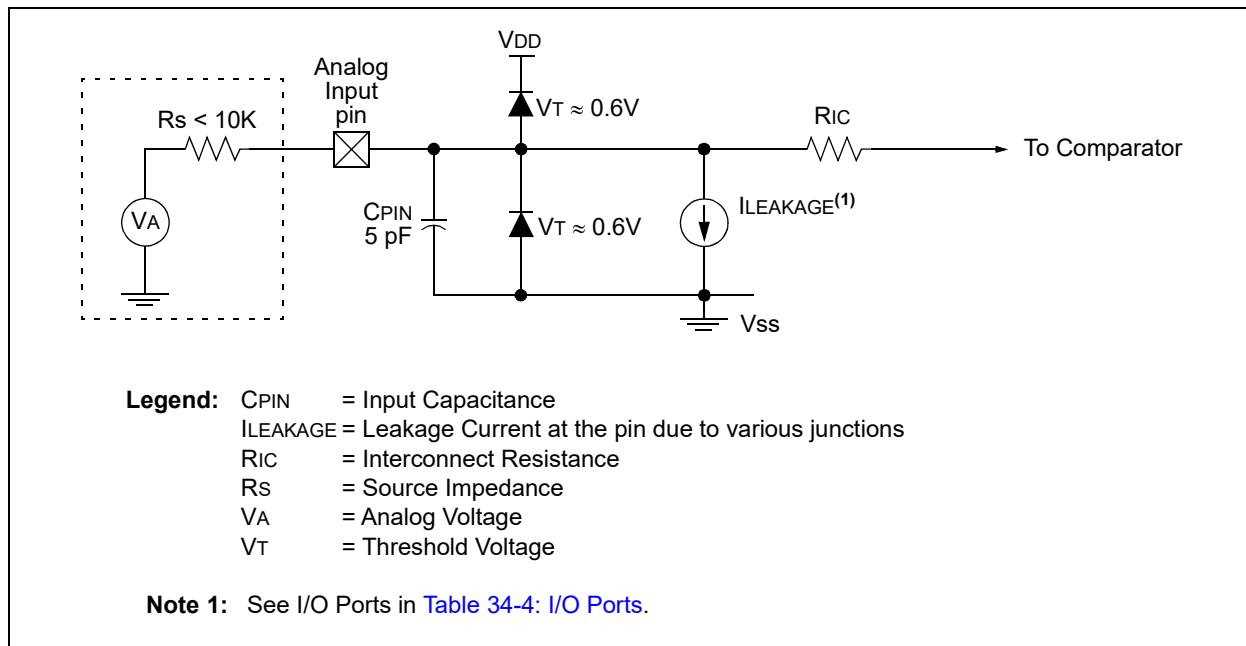 VDD
Analog
Input
pin
VT ≈ 0.6V
Rs < 10K
RIC
To Comparator
ILEAKAGE(1)
VA
CPIN
5 pF
VT ≈ 0.6V
Vss
Legend: CPIN = Input Capacitance
ILEAKAGE = Leakage Current at the pin due to various junctions
RIC = Interconnect Resistance
RS = Source Impedance
VA = Analog Voltage
VT = Threshold Voltage
Note 1: See I/O Ports in Table 34-4: I/O Ports.